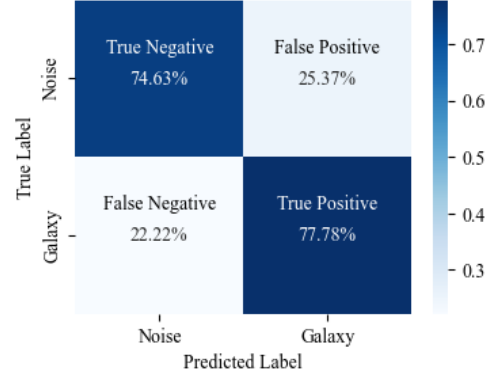 True Negative
74.63%
False Positive
25.37%
False Negative
22.22%
True Positive
77.78%
Noise
Galaxy
True Label
Noise
Galaxy
Predicted Label
0.7
0.6
0.5
0.4
0.3